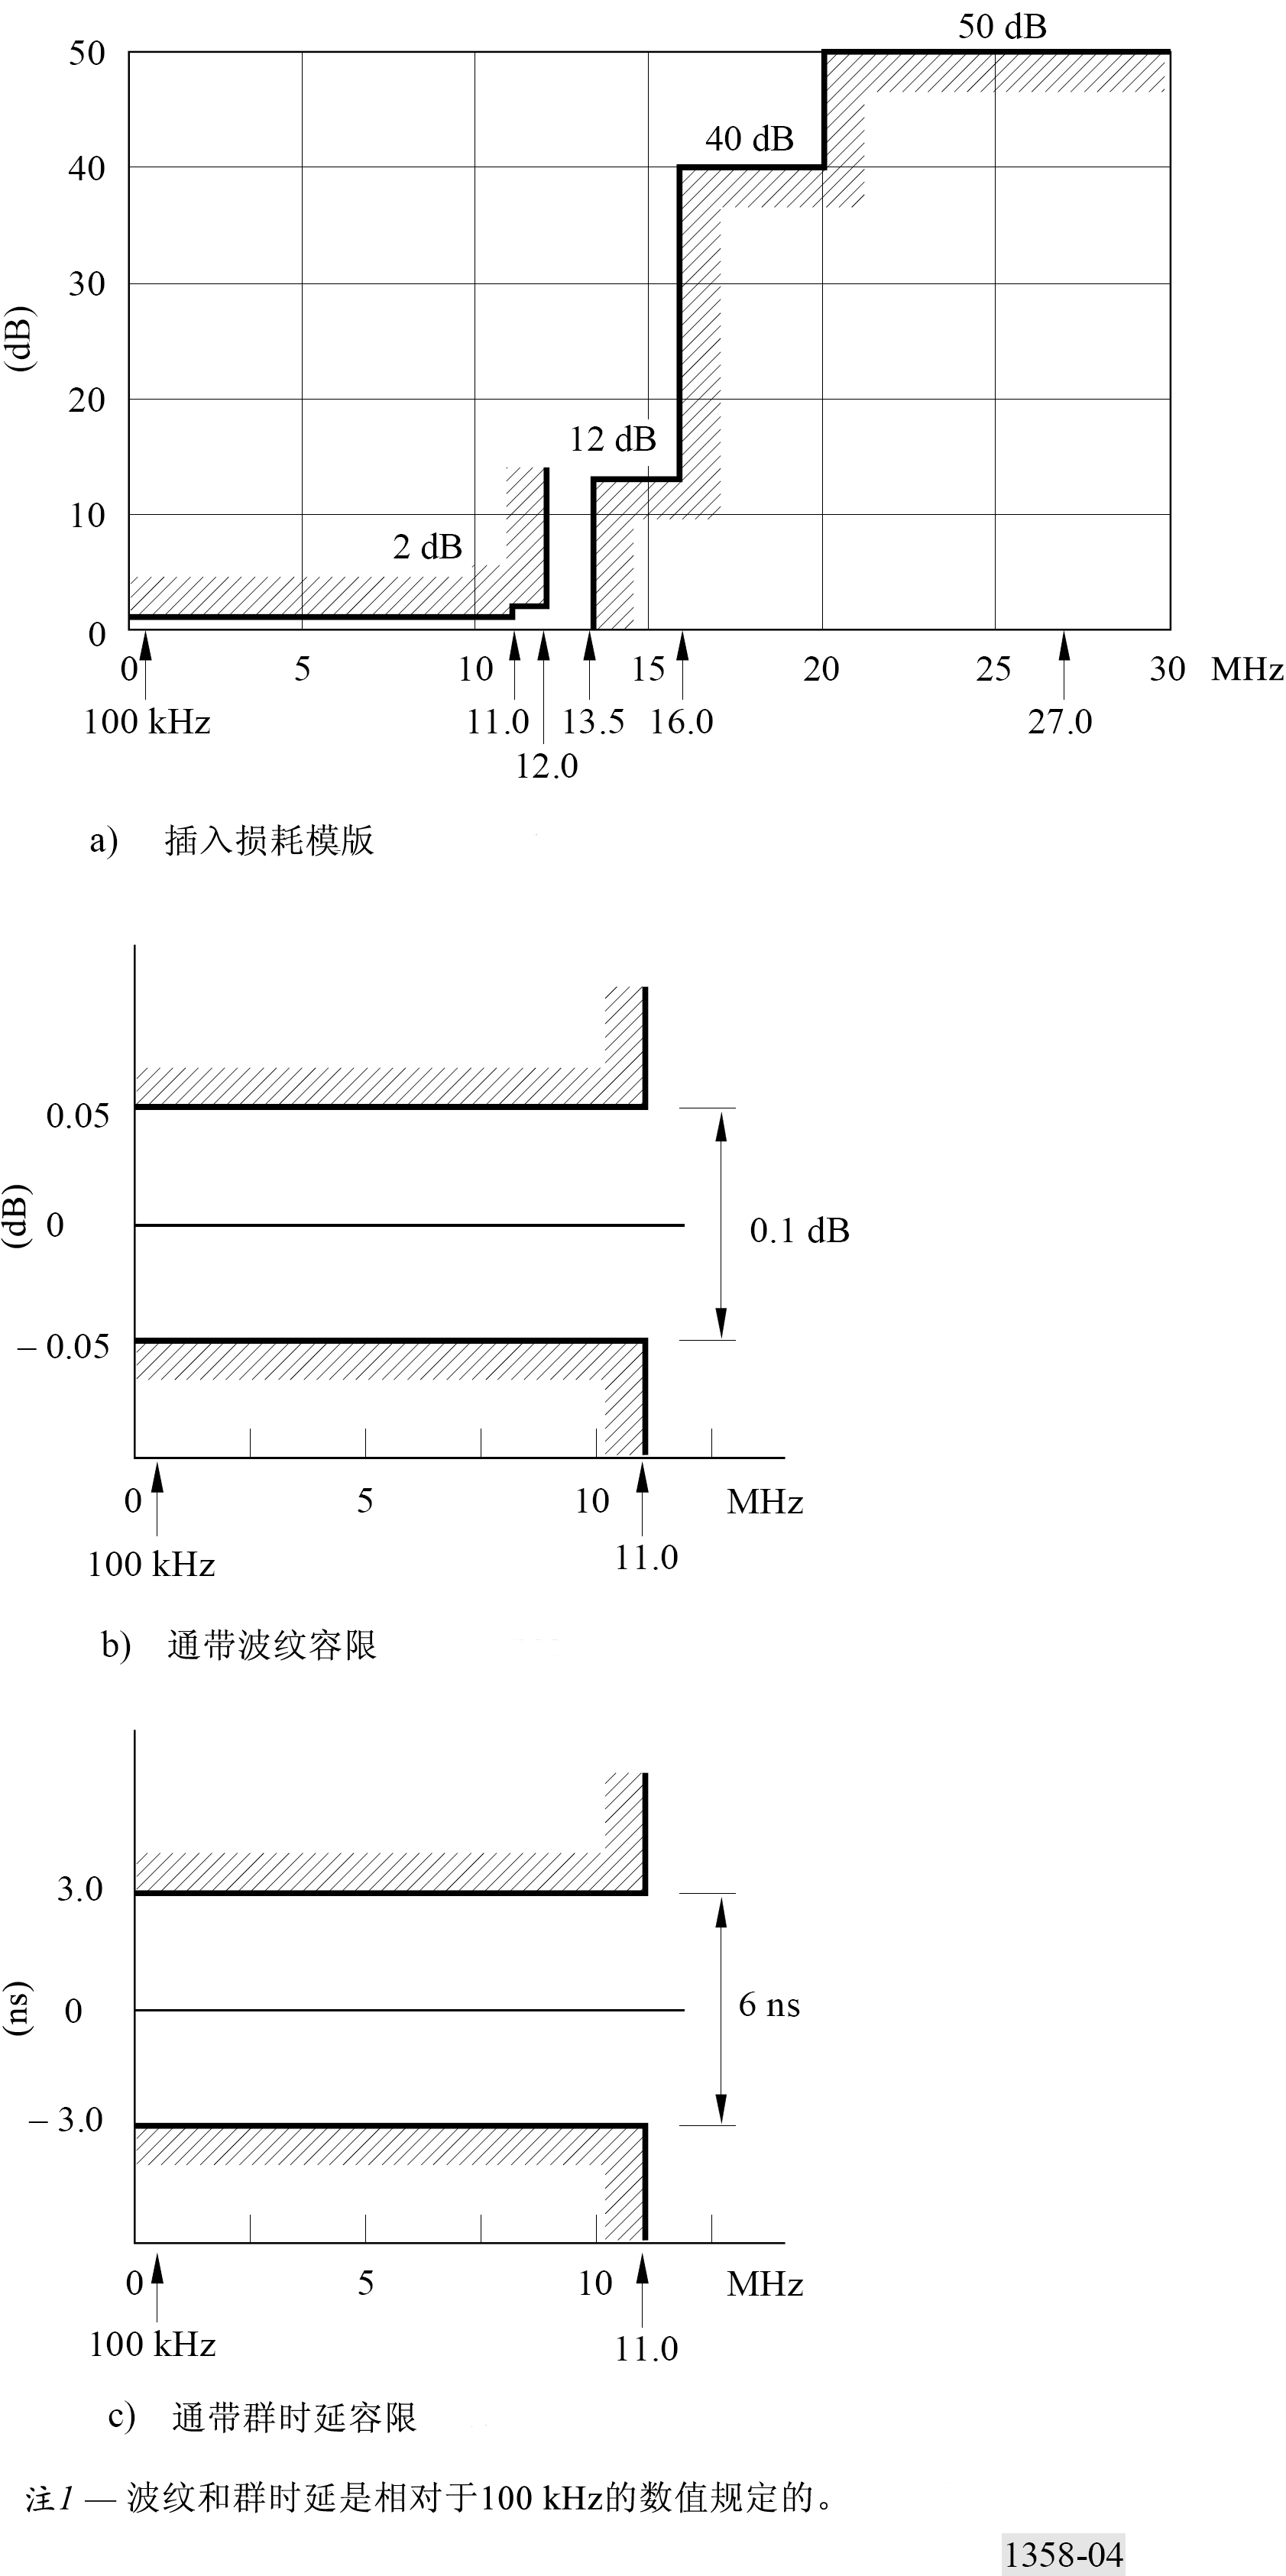 50 dB
50
40 dB
40
30
(dB)
20
12 dB
10
2 dB
0
0 5 10 15 20 25 30 MHz
100 kHz 11.0 13.5 16.0 27.0
12.0
a) 插入损耗模版
0.05
(dB)
0
0.1 dB
– 0.05
0 5 10 MHz
100 kHz 11.0
b) 通带波纹容限
3.0
(ns)
0
6 ns
– 3.0
0 5 10 MHz
100 kHz 11.0
c) 通带群时延容限
注1 — 波纹和群时延是相对于100 kHz的数值规定的。
1358-04